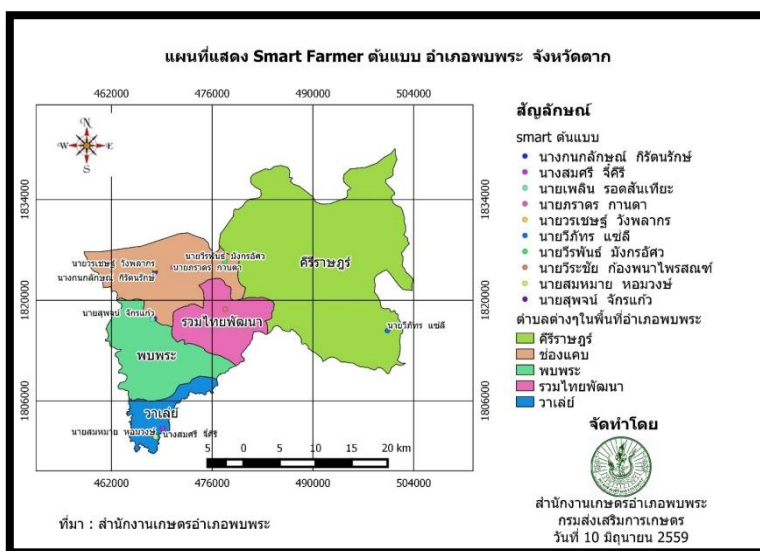 แผนที่แสดง Smart Farmer ต้นแบบ อำเภอพบพระ จังหวัดตาก
462000 476000 490000 504000
สัญลักษณ์
smart ต้นแบบ
นางกนกลักษณ์ กิรัตนรักษ์
นางสมศรี จี๋คีรี
นายเพลิน รอดสันเทียะ
นายภราดร กานดา
นายวรเชษฐ์ วังพลากร
นายวีภัทร แซ่ลี
นายวีรพันธ์ มังกรอัศว
นายวีระชัย ก้องพนาไพรสณฑ์
นายสมหมาย หอมวงษ์
นายสุพจน์ จักรแก้ว
ตำบลต่างๆในพื้นที่อำเภอพบพระ
คีรีราษฎร์
ช่องแคบ
พบพระ
รวมไทยพัฒนา
วาเล่ย์
N
W E
S
1834000 1834000
นายวีรพันธ์ มังกรอัศว
นายวรเชษฐ์ วังพลากร
นายภราดร กานดา
คีรีราษฎร์
นางกนกลักษณ์ กิรัตนรักษ์
1820000 1820000
นายสุพจน์ จักรแก้ว
รวมไทยพัฒนา
นายวีภัทร แซ่ลี
พบพระ
1806000 1806000
วาเล่ย์
นายสมหมาย หอมวงษ์ นางสมศรี จี๋คีรี
5 0 5 10 15 20 km
462000 476000 490000 504000
จัดทำโดย
สำนักงานเกษตรอำเภอพบพระ
กรมส่งเสริมการเกษตร
วันที่ 10 มิถุนายน 2559
ที่มา : สำนักงานเกษตรอำเภอพบพระ